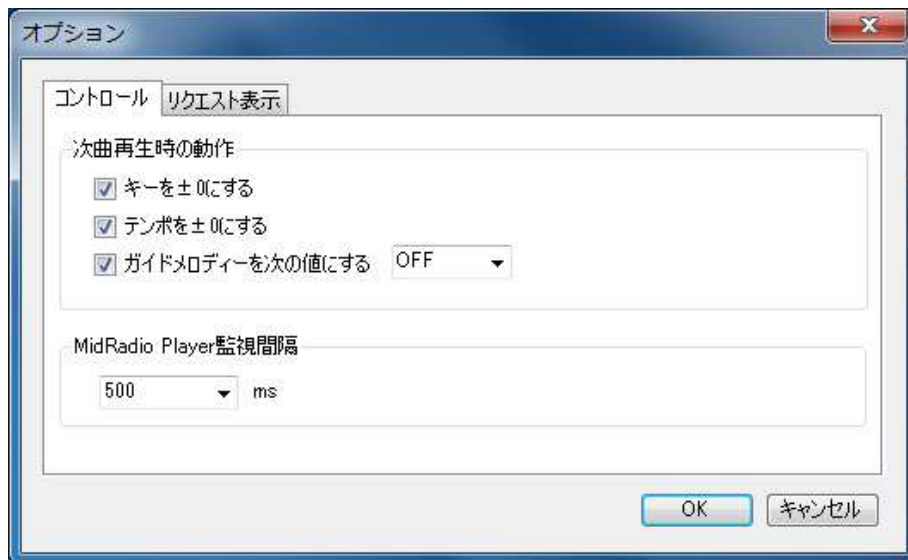 オプション
コントロール リクエスト表示
次曲再生時の動作
キーを±0にする
テンポを±0にする
ガイドメロディーを次の値にする OFF
MidRadio Player監視間隔
500 ms
OK キャンセル